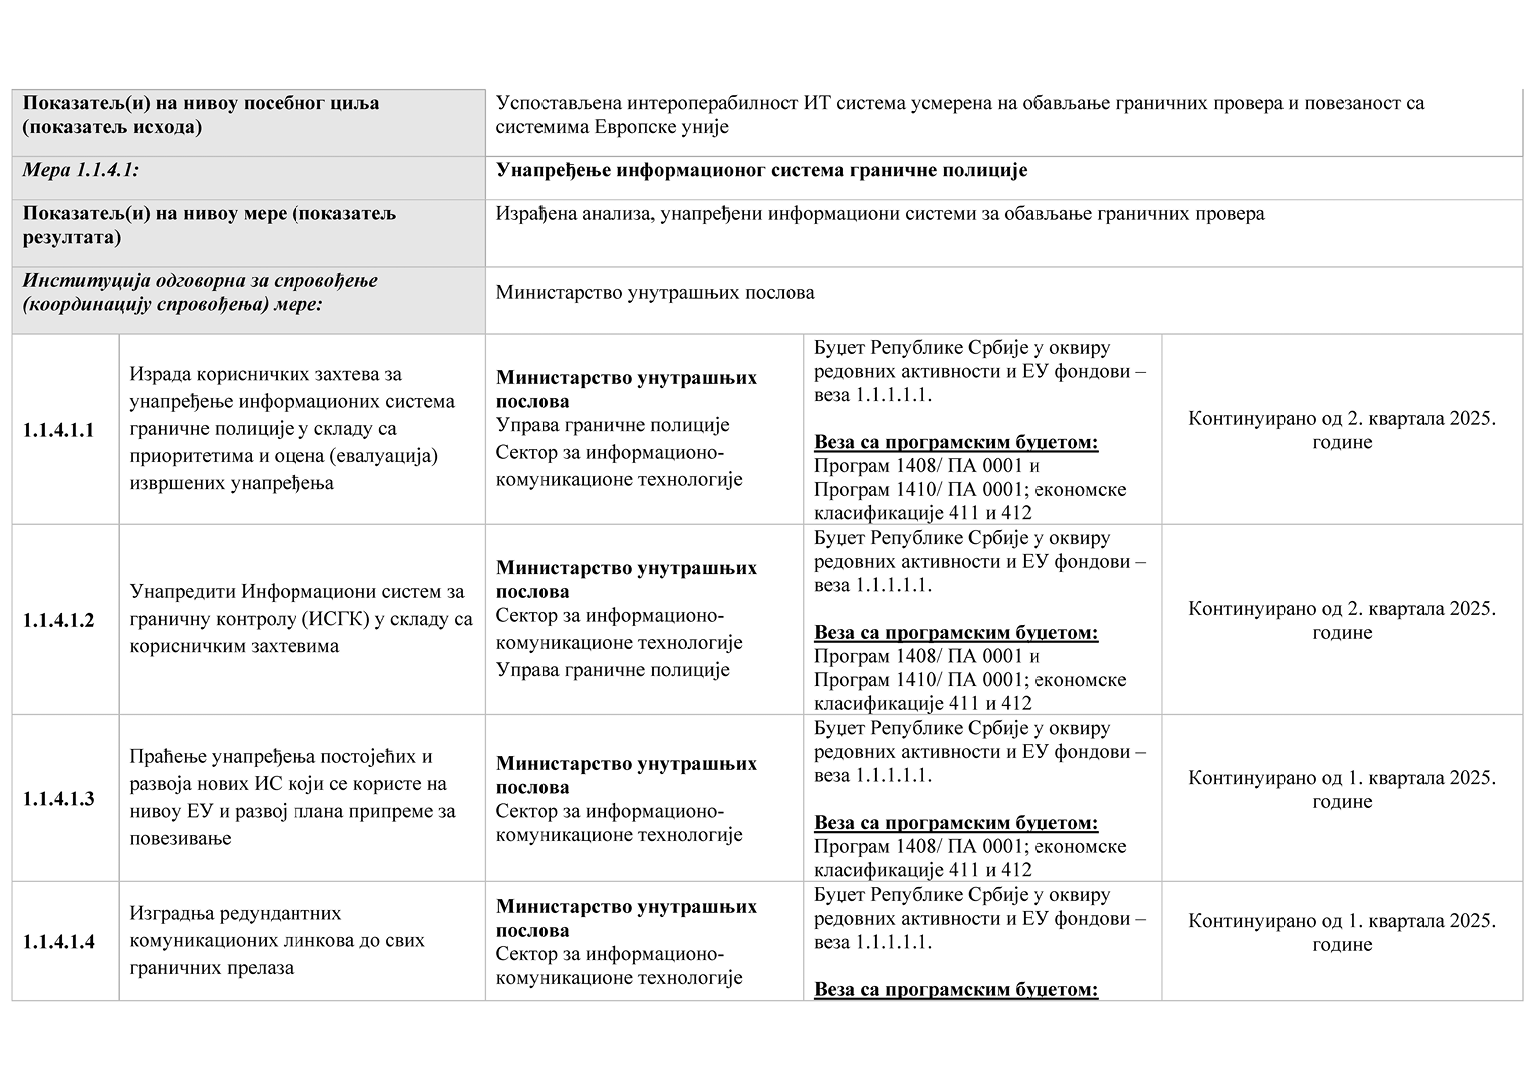 Показатељ(и) на нивоу посебног циља
(показатељ исхода)
Успостављена интероперабилност ИТ система усмерена на обављање граничних провера и повезаност са
системима Европске уније
Мера 1.1.4.1:
Унапређење информационог система граничне полиције
Показатељ(и) на нивоу мере (показатељ
резултата)
Израђена анализа, унапређени информациони системи за обављање граничних провера
Институција одговорна за спровођење
(координацију спровођења) мере:
Министарство унутрашњих послова
1.1.4.1.1
Израда корисничких захтева за
унапређење информационих система
граничне полиције у складу са
приоритетима и оцена (евалуација)
извршених унапређења
Министарство унутрашњих
послова
Управа граничне полиције
Сектор за информационо-
комуникационе технологије
Буџет Републике Србије у оквиру
редовних активности и ЕУ фондови –
веза 1.1.1.1.1.
Веза са програмским буџетом:
Програм 1408/ ПА 0001 и
Програм 1410/ ПА 0001; економске
класификације 411 и 412
Континуирано од 2. квартала 2025.
године
1.1.4.1.2
Унапредити Информациони систем за
граничну контролу (ИСГК) у складу са
корисничким захтевима
Министарство унутрашњих
послова
Сектор за информационо-
комуникационе технологије
Управа граничне полиције
Буџет Републике Србије у оквиру
редовних активности и ЕУ фондови –
веза 1.1.1.1.1.
Веза са програмским буџетом:
Програм 1408/ ПА 0001 и
Програм 1410/ ПА 0001; економске
класификације 411 и 412
Континуирано од 2. квартала 2025.
године
1.1.4.1.3
Праћење унапређења постојећих и
развоја нових ИС који се користе на
нивоу ЕУ и развој плана припреме за
повезивање
Министарство унутрашњих
послова
Сектор за информационо-
комуникационе технологије
Буџет Републике Србије у оквиру
редовних активности и ЕУ фондови –
веза 1.1.1.1.1.
Веза са програмским буџетом:
Програм 1408/ ПА 0001; економске
класификације 411 и 412
Континуирано од 1. квартала 2025.
године
1.1.4.1.4
Изградња редундантних
комуникационих линкова до свих
граничних прелаза
Министарство унутрашњих
послова
Сектор за информационо-
комуникационе технологије
Буџет Републике Србије у оквиру
редовних активности и ЕУ фондови –
веза 1.1.1.1.1.
Веза са програмским буџетом:
Континуирано од 1. квартала 2025.
године